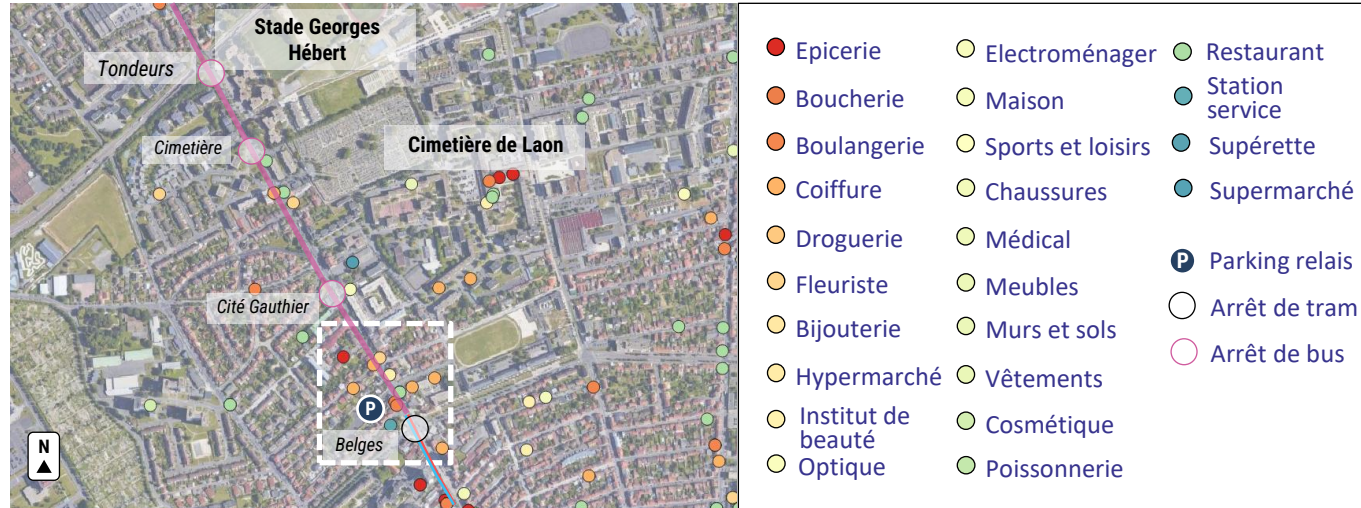 Stade Georges
Hébert
Tondeurs
Cimetière
Cimetière de Laon
Cité Gauthier
P
Belges
N
Epicerie
Boucherie
Boulangerie
Coiffure
Droguerie
Fleuriste
Bijouterie
Hypermarché
Institut de
beauté
Optique
Electroménager
Maison
Sports et loisirs
Chaussures
Médical
Meubles
Murs et sols
Vêtements
Cosmétique
Poissonnerie
Restaurant
Station
service
Supérette
Supermarché
P Parking relais
Arrêt de tram
Arrêt de bus